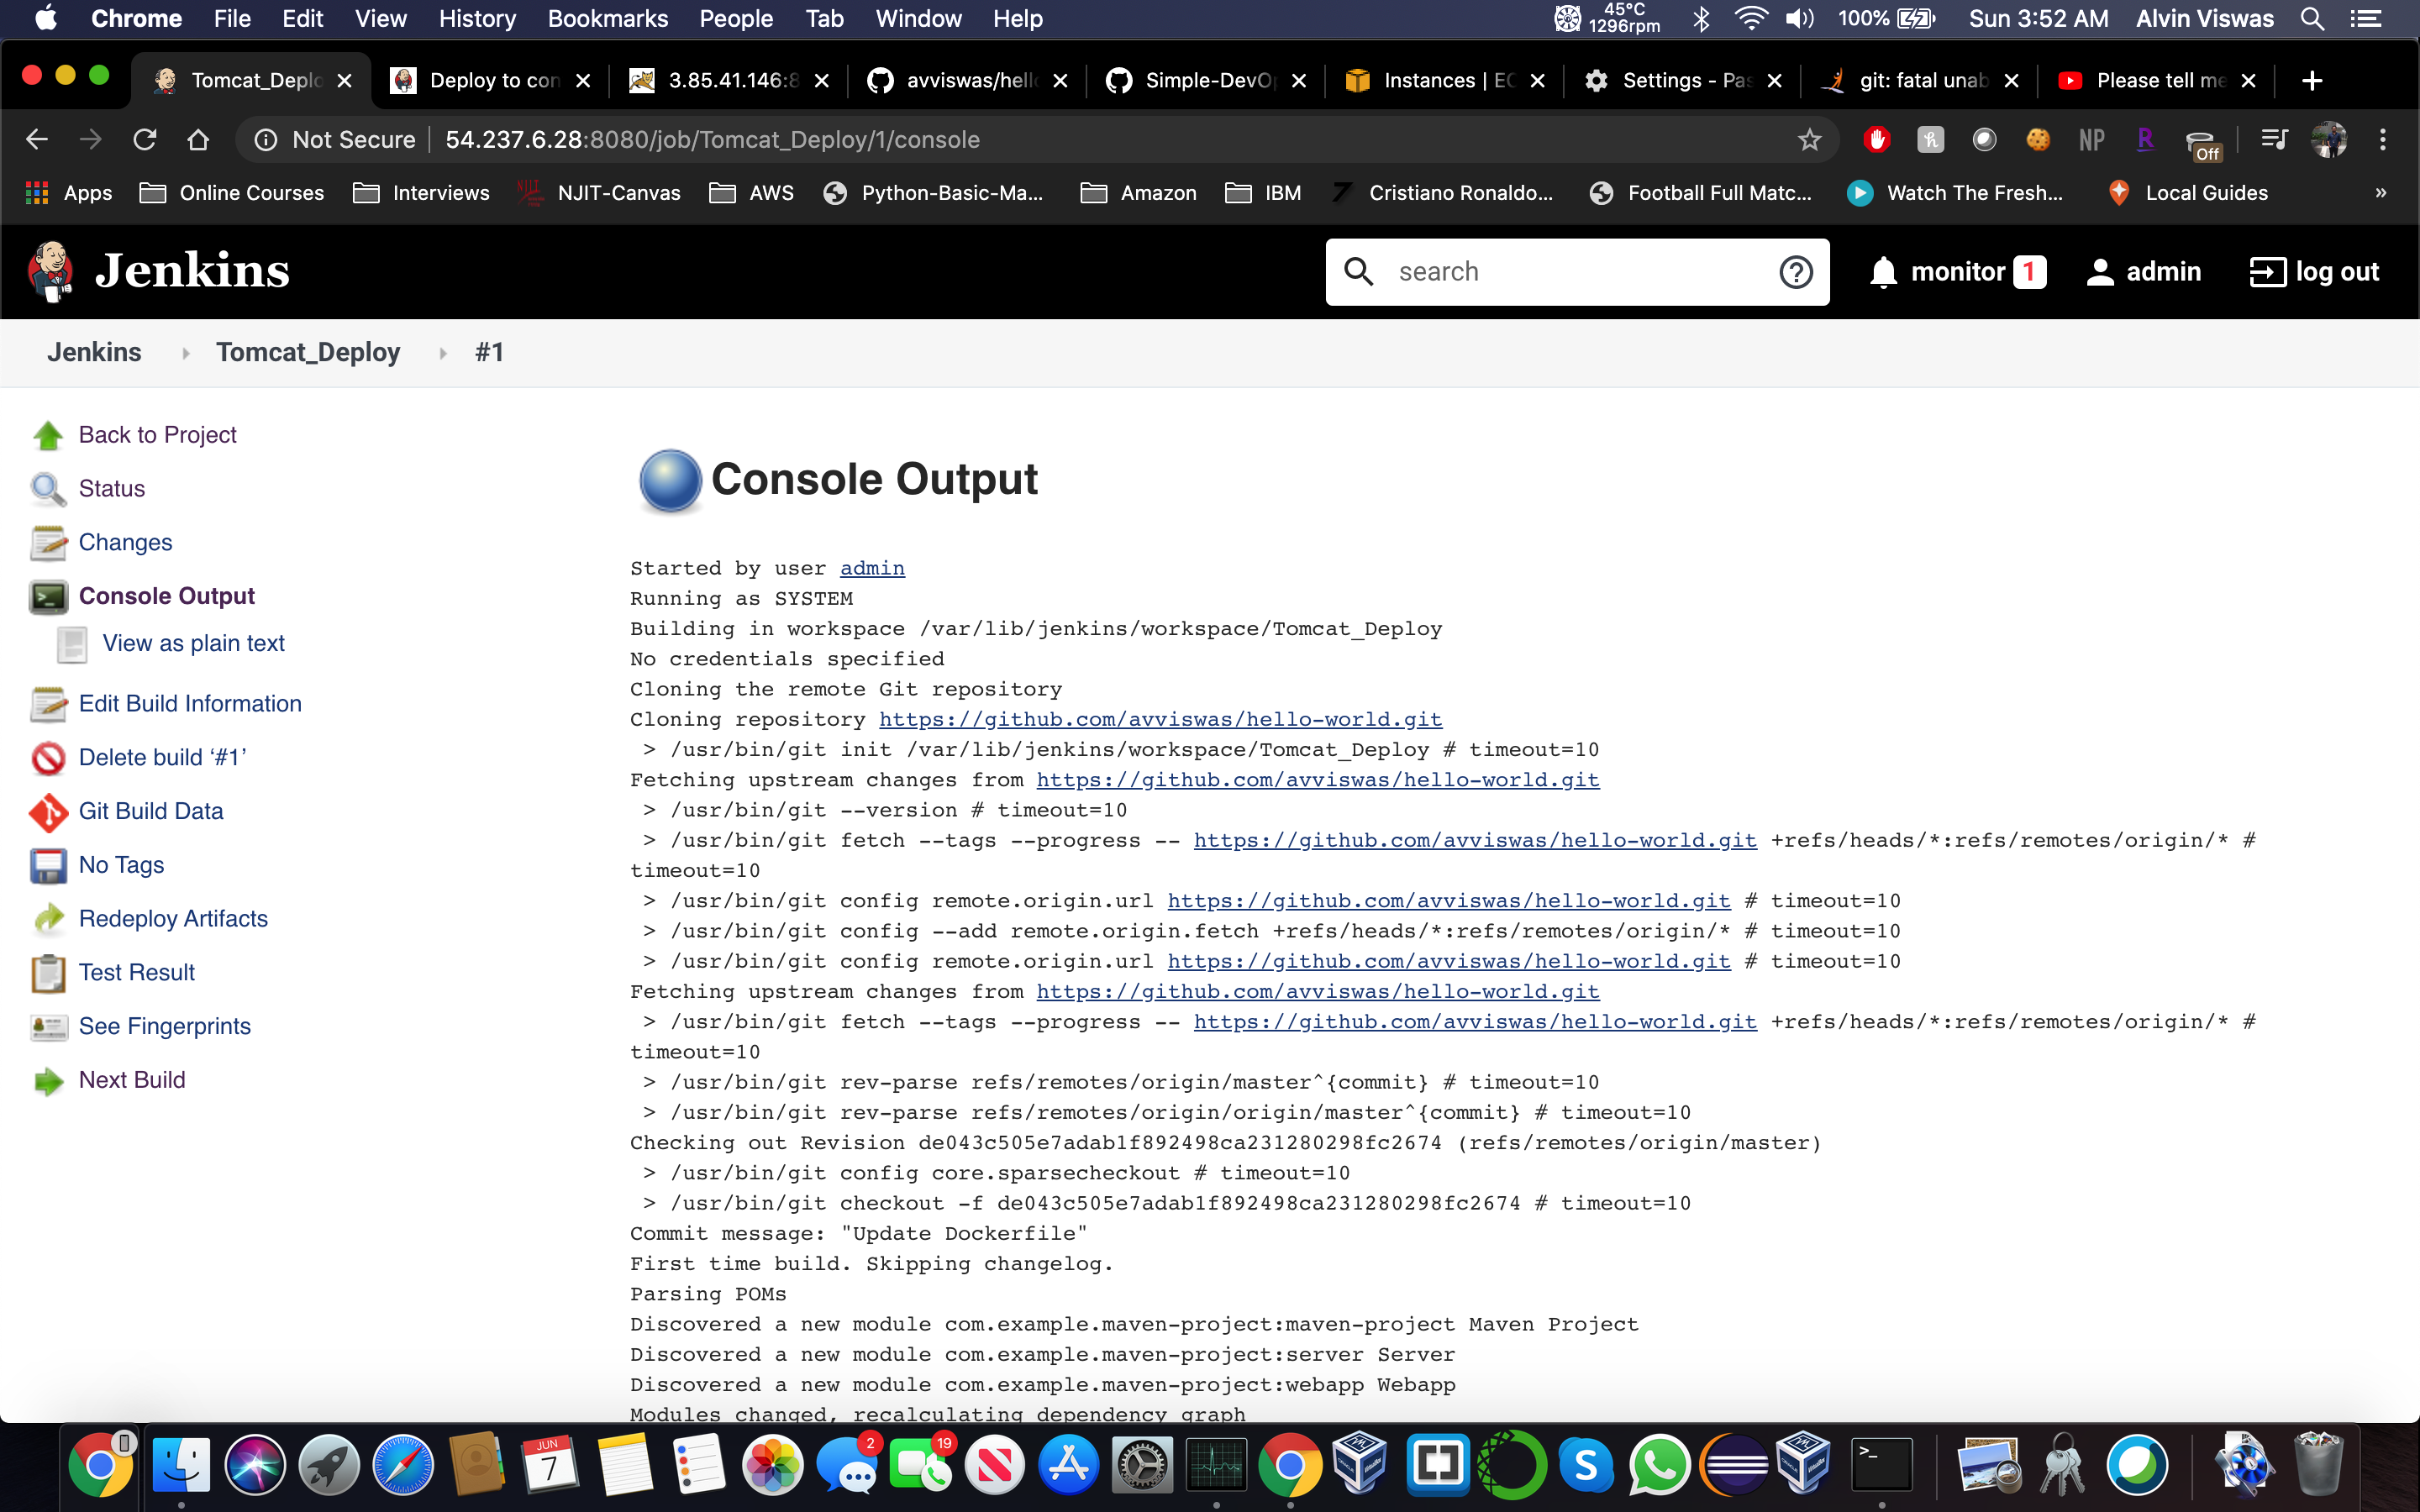 Chrome File Edit View History Bookmarks People Tab Window Help 45°C 1296rpm 100% Sun 3:52 AM Alvin Viswas
Tomcat_Deplo Deploy to con 3.85.41.146:8 avviswas/hell Simple-DevO Instances | EC Settings - Pas git: fatal unab Please tell me
Not Secure 54.237.6.28:8080/job/Tomcat_Deploy/1/console NP R Off
Apps Online Courses Interviews NJIT-Canvas AWS Python-Basic-Ma... Amazon IBM Cristiano Ronaldo... Football Full Matc... Watch The Fresh... Local Guides »
Jenkins search monitor 1 admin log out
Jenkins Tomcat_Deploy #1
Back to Project
Status
Changes
Console Output
View as plain text
Edit Build Information
Delete build ‘#1’
Git Build Data
No Tags
Redeploy Artifacts
Test Result
See Fingerprints
Next Build
Console Output
Started by user admin
Running as SYSTEM
Building in workspace /var/lib/jenkins/workspace/Tomcat_Deploy
No credentials specified
Cloning the remote Git repository
Cloning repository https://github.com/avviswas/hello-world.git
> /usr/bin/git init /var/lib/jenkins/workspace/Tomcat_Deploy # timeout=10
Fetching upstream changes from https://github.com/avviswas/hello-world.git
> /usr/bin/git --version # timeout=10
> /usr/bin/git fetch --tags --progress -- https://github.com/avviswas/hello-world.git +refs/heads/*:refs/remotes/origin/* #
timeout=10
> /usr/bin/git config remote.origin.url https://github.com/avviswas/hello-world.git # timeout=10
> /usr/bin/git config --add remote.origin.fetch +refs/heads/*:refs/remotes/origin/* # timeout=10
> /usr/bin/git config remote.origin.url https://github.com/avviswas/hello-world.git # timeout=10
Fetching upstream changes from https://github.com/avviswas/hello-world.git
> /usr/bin/git fetch --tags --progress -- https://github.com/avviswas/hello-world.git +refs/heads/*:refs/remotes/origin/* #
timeout=10
> /usr/bin/git rev-parse refs/remotes/origin/master^{commit} # timeout=10
> /usr/bin/git rev-parse refs/remotes/origin/origin/master^{commit} # timeout=10
Checking out Revision de043c505e7adab1f892498ca231280298fc2674 (refs/remotes/origin/master)
> /usr/bin/git config core.sparsecheckout # timeout=10
> /usr/bin/git checkout -f de043c505e7adab1f892498ca231280298fc2674 # timeout=10
Commit message: "Update Dockerfile"
First time build. Skipping changelog.
Parsing POMs
Discovered a new module com.example.maven-project:maven-project Maven Project
Discovered a new module com.example.maven-project:server Server
Discovered a new module com.example.maven-project:webapp Webapp
Modules changed, recalculating dependency graph
JUN 7 2 19